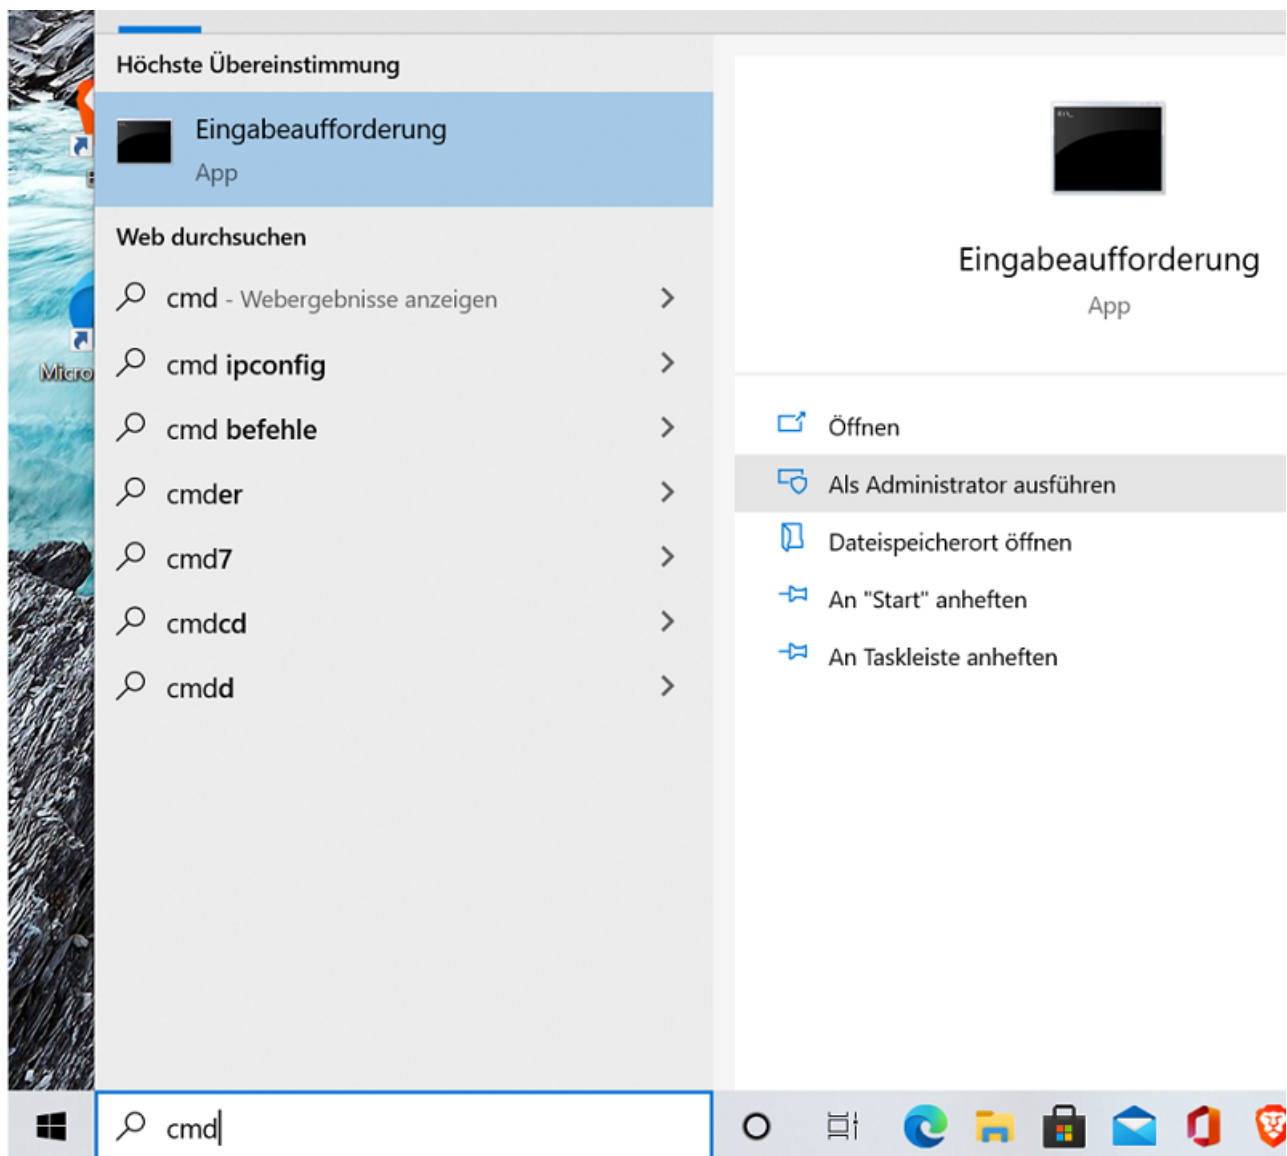 Höchste Übereinstimmung
Eingabeaufforderung
App
Web durchsuchen
cmd - Webergebnisse anzeigen
cmd ipconfig
cmd befehle
cmder
cmd7
cmdcd
cmdd
Eingabeaufforderung
App
Öffnen
Als Administrator ausführen
Dateispeicherort öffnen
An "Start" anheften
An Taskleiste anheften
Micro
cmd